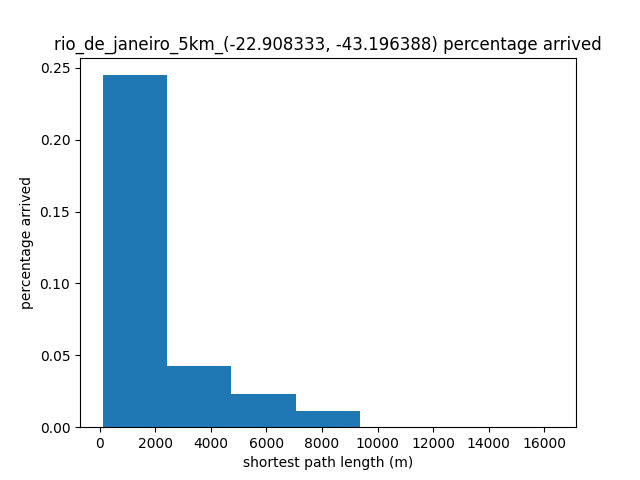 rio_de_janeiro_5km_(-22.908333, -43.196388) percentage arrived
0.25
0.20
0.15
0.10
0.05
0.00
percentage arrived
0 2000 4000 6000 8000 10000 12000 14000 16000
shortest path length (m)